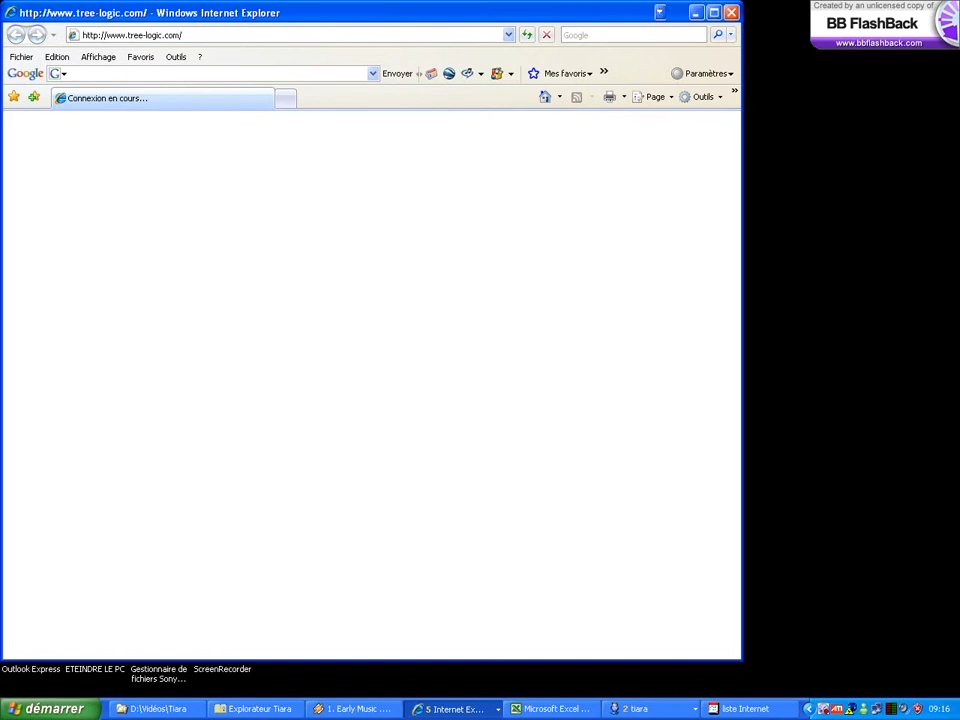 http://www.tree-logic.com/ - Windows Internet Explorer
Created by an unlicensed copy of
BB FlashBack
www.bbflashback.com
http://www.tree-logic.com/
Google
Fichier Edition Affichage Favoris Outils ?
Google G Envoyer Mes favoris Paramètres
Connexion en cours...
Page Outils
Outlook Express ETEINDRE LE PC Gestionnaire de fichiers Sony... ScreenRecorder
démarrer D:\Vidéos\Tiara Explorateur Tiara 1. Early Music .... 5 Internet Ex... Microsoft Excel ... 2 tiara liste Internet 09:16